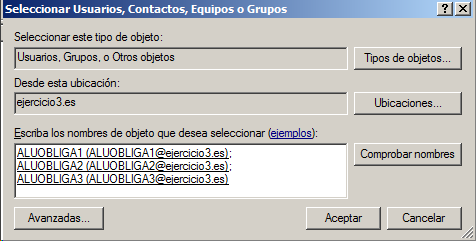 Seleccionar Usuarios, Contactos, Equipos o Grupos
Seleccionar este tipo de objeto:
Usuarios, Grupos, o Otros objetos
Tipos de objetos...
Desde esta ubicación:
ejercicio3.es
Ubicaciones...
Escriba los nombres de objeto que desea seleccionar (ejemplos):
ALUOBLIGA1 (ALUOBLIGA1@ejercicio3.es);
ALUOBLIGA2 (ALUOBLIGA2@ejercicio3.es);
ALUOBLIGA3 (ALUOBLIGA3@ejercicio3.es)
Comprobar nombres
Avanzadas...
Aceptar
Cancelar